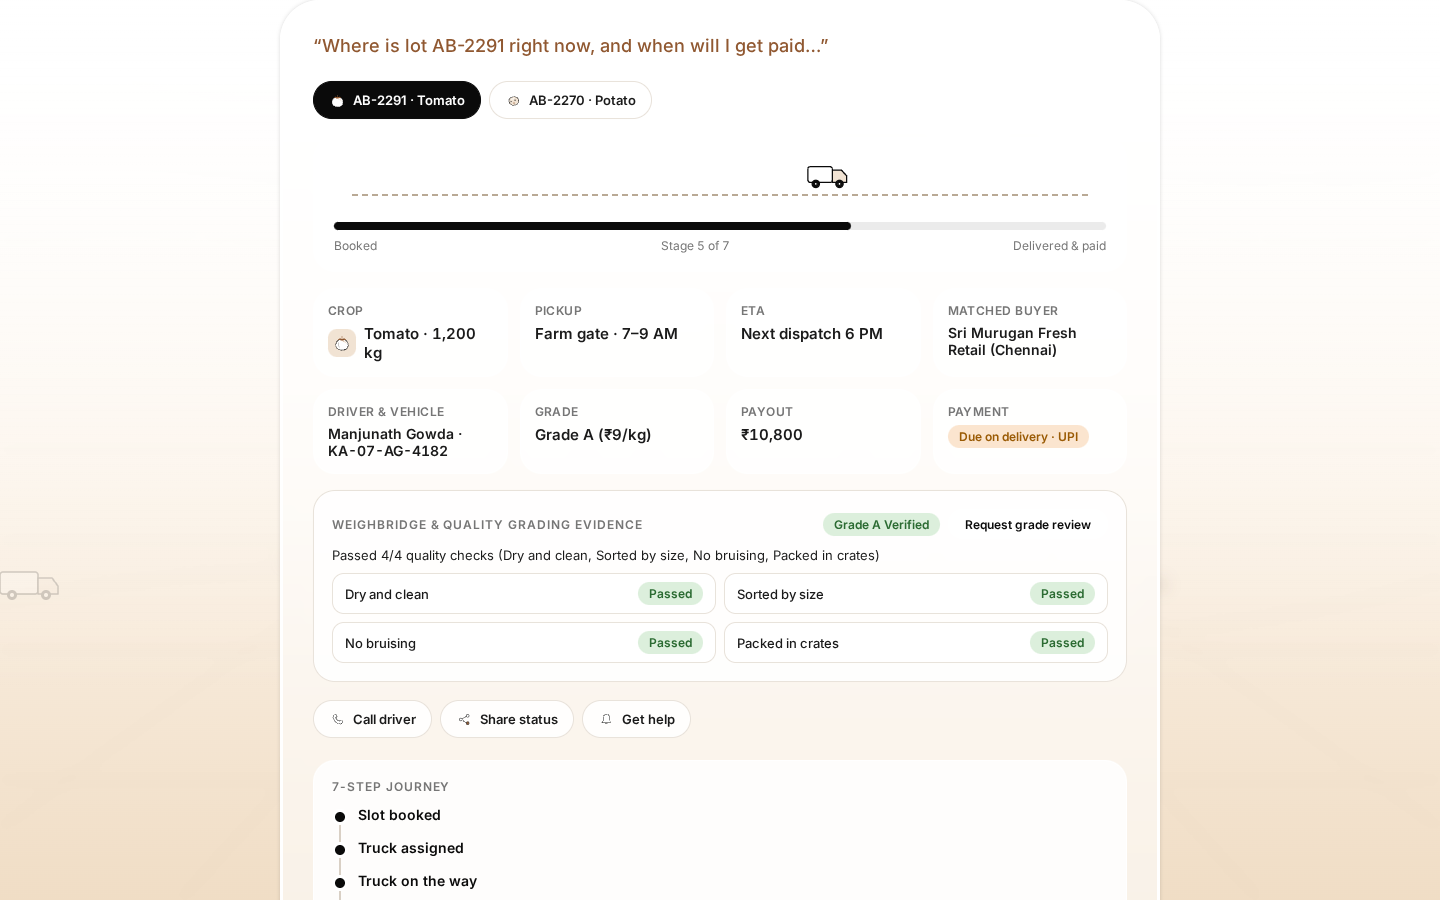 “Where is lot AB-2291 right now, and when will I get paid...”
AB-2291 · Tomato
AB-2270 · Potato
Booked
Stage 5 of 7
Delivered & paid
CROP
Tomato · 1,200
kg
PICKUP
Farm gate · 7–9 AM
ETA
Next dispatch 6 PM
MATCHED BUYER
Sri Murugan Fresh
Retail (Chennai)
DRIVER & VEHICLE
Manjunath Gowda ·
KA-07-AG-4182
GRADE
Grade A (₹9/kg)
PAYOUT
₹10,800
PAYMENT
Due on delivery · UPI
WEIGHBRIDGE & QUALITY GRADING EVIDENCE
Grade A Verified
Request grade review
Passed 4/4 quality checks (Dry and clean, Sorted by size, No bruising, Packed in crates)
Dry and clean
Passed
Sorted by size
Passed
No bruising
Passed
Packed in crates
Passed
Call driver
Share status
Get help
7-STEP JOURNEY
Slot booked
Truck assigned
Truck on the way